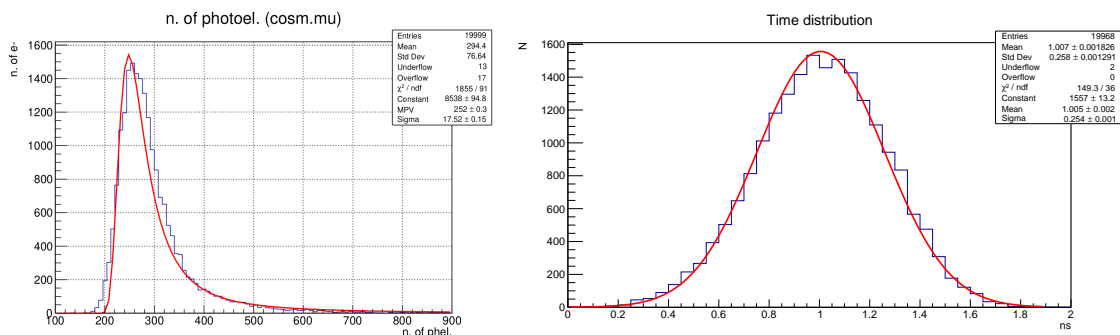 n. of photoel. (cosm.mu)
Entries 19999
Mean 294.4
Std Dev 76.64
Underflow 13
Overflow 17
χ² / ndf 1855 / 91
Constant 8538 ± 94.8
MPV 252 ± 0.3
Sigma 17.52 ± 0.15
n. of e-
1600
1400
1200
1000
800
600
400
200
0
100 200 300 400 500 600 700 800 900
n. of phel.
Time distribution
Entries 19968
Mean 1.007 ± 0.001826
Std Dev 0.258 ± 0.001291
Underflow 2
Overflow 0
χ² / ndf 149.3 / 36
Constant 1557 ± 13.2
Mean 1.005 ± 0.002
Sigma 0.254 ± 0.001
N
1600
1400
1200
1000
800
600
400
200
0
0 0.2 0.4 0.6 0.8 1 1.2 1.4 1.6 1.8 2
ns